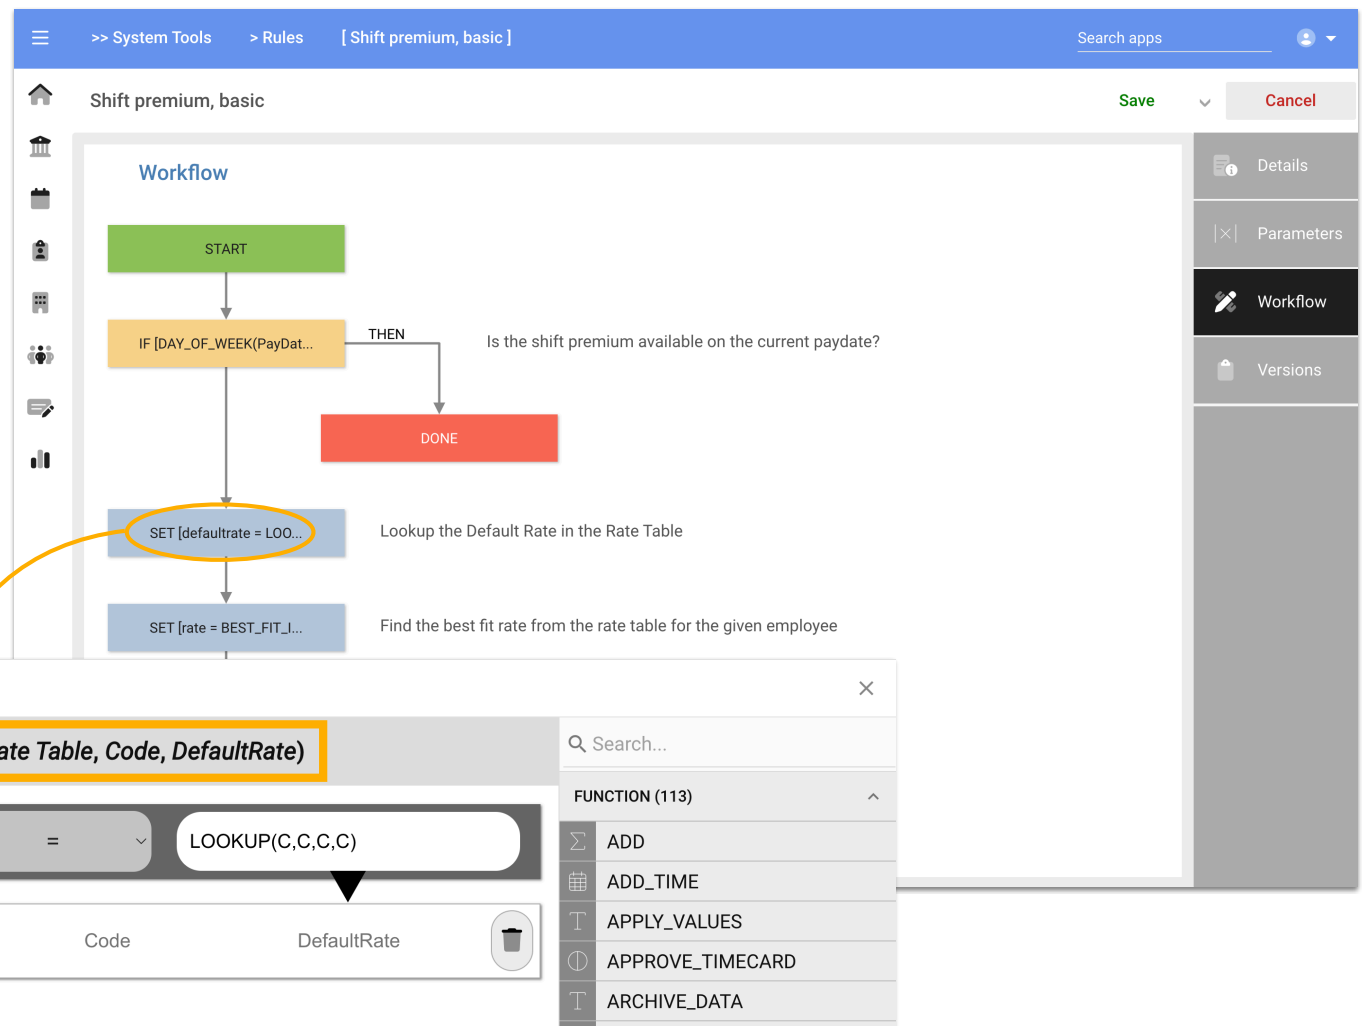 >> System Tools > Rules [ Shift premium, basic ] Search apps
Shift premium, basic Save Cancel
Workflow
START
IF [DAY_OF_WEEK(PayDat...
THEN
Is the shift premium available on the current paydate?
DONE
SET [defaultrate = LOO...
Lookup the Default Rate in the Rate Table
SET [rate = BEST_FIT_I...
Find the best fit rate from the rate table for the given employee
Details
Parameters
Workflow
Versions
ate Table, Code, DefaultRate)
= LOOKUP(C,C,C,C)
Code DefaultRate
Search...
FUNCTION (113)
ADD
ADD_TIME
APPLY_VALUES
APPROVE_TIMECARD
ARCHIVE_DATA